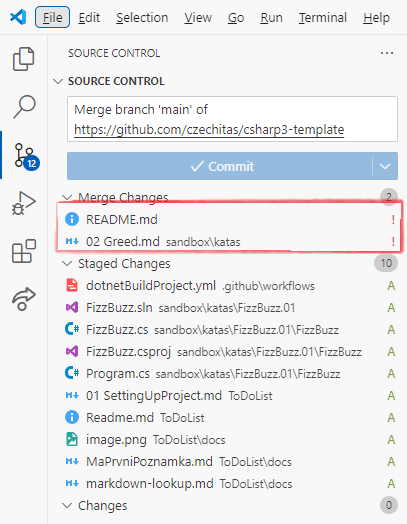 File Edit Selection View Go Run Terminal Help
SOURCE CONTROL ...
SOURCE CONTROL
Merge branch 'main' of
https://github.com/czechitas/csharp3-template
Commit
12
Merge Changes 2
README.md !
02 Greed.md sandbox\katas !
Staged Changes 10
dotnetBuildProject.yml .github\workflows A
FizzBuzz.sln sandbox\katas\FizzBuzz.01 A
FizzBuzz.cs sandbox\katas\FizzBuzz.01\FizzBuzz A
FizzBuzz.csproj sandbox\katas\FizzBuzz.01\FizzBuzz A
Program.cs sandbox\katas\FizzBuzz.01\FizzBuzz A
01 SettingUpProject.md ToDoList A
Readme.md ToDoList A
image.png ToDoList\docs A
MaPrvniPoznamka.md ToDoList\docs A
markdown-lookup.md ToDoList\docs A
Changes 0